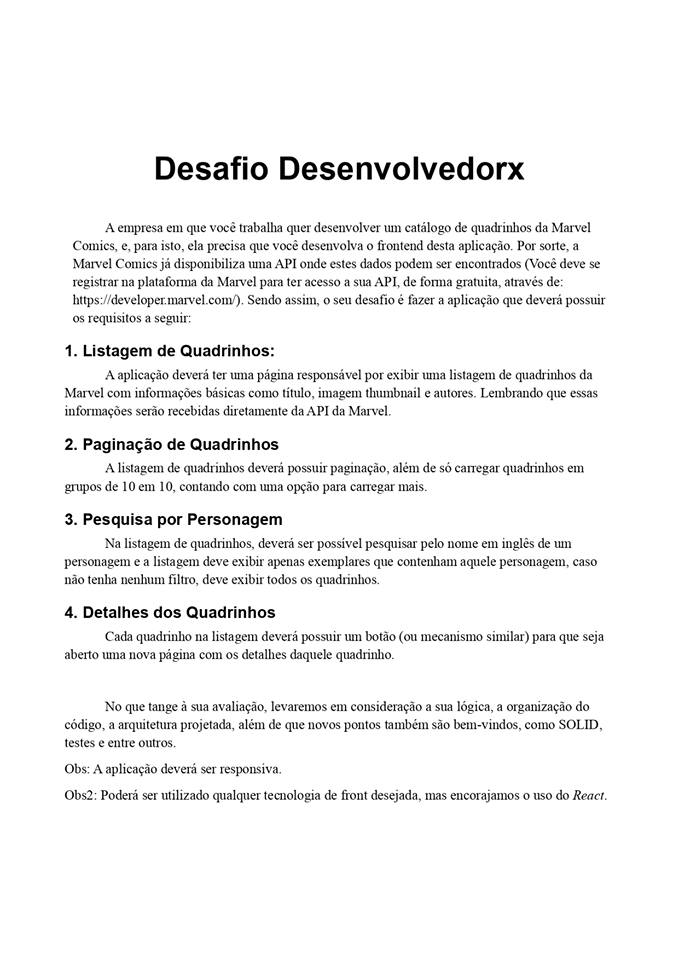 Desafio Desenvolvedorx
A empresa em que você trabalha quer desenvolver um catálogo de quadrinhos da Marvel
Comics, e, para isto, ela precisa que você desenvolva o frontend desta aplicação. Por sorte, a
Marvel Comics já disponibiliza uma API onde estes dados podem ser encontrados (Você deve se
registrar na plataforma da Marvel para ter acesso a sua API, de forma gratuita, através de:
https://developer.marvel.com/). Sendo assim, o seu desafio é fazer a aplicação que deverá possuir
os requisitos a seguir:
1. Listagem de Quadrinhos:
A aplicação deverá ter uma página responsável por exibir uma listagem de quadrinhos da
Marvel com informações básicas como título, imagem thumbnail e autores. Lembrando que essas
informações serão recebidas diretamente da API da Marvel.
2. Paginação de Quadrinhos
A listagem de quadrinhos deverá possuir paginação, além de só carregar quadrinhos em
grupos de 10 em 10, contando com uma opção para carregar mais.
3. Pesquisa por Personagem
Na listagem de quadrinhos, deverá ser possível pesquisar pelo nome em inglês de um
personagem e a listagem deve exibir apenas exemplares que contenham aquele personagem, caso
não tenha nenhum filtro, deve exibir todos os quadrinhos.
4. Detalhes dos Quadrinhos
Cada quadrinho na listagem deverá possuir um botão (ou mecanismo similar) para que seja
aberto uma nova página com os detalhes daquele quadrinho.
No que tange à sua avaliação, levaremos em consideração a sua lógica, a organização do
código, a arquitetura projetada, além de que novos pontos também são bem-vindos, como SOLID,
testes e entre outros.
Obs: A aplicação deverá ser responsiva.
Obs2: Poderá ser utilizado qualquer tecnologia de front desejada, mas encorajamos o uso do React.